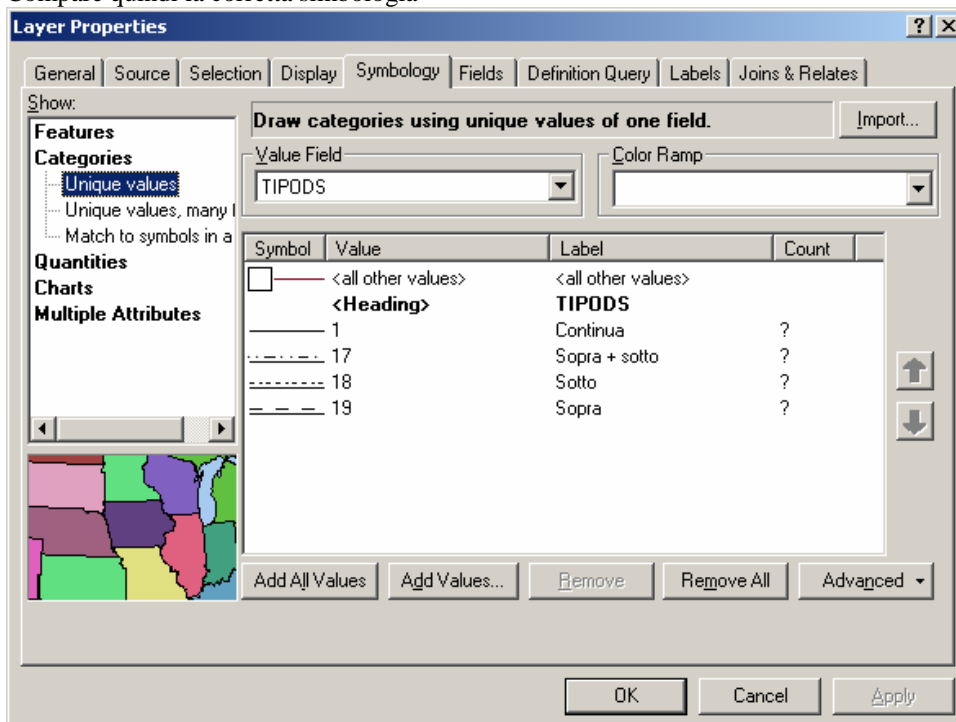 Compare quindi la corretta simbologia
Layer Properties
General Source Selection Display Symbology Fields Definition Query Labels Joins & Relates
Show:
Features
Categories
Unique values
Unique values, many
Match to symbols in a
Quantities
Charts
Multiple Attributes
Draw categories using unique values of one field.
Import...
Value Field
TIPODS
Color Ramp
Symbol Value Label Count
<all other values> <all other values>
<Heading> TIPODS
1 Continua ?
17 Sopra + sotto ?
18 Sotto ?
19 Sopra ?
Add All Values Add Values... Remove Remove All Advanced
OK Cancel Apply